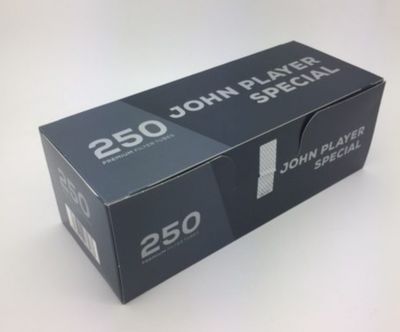 250
PREMIUM FILTER TUBES
JOHN PLAYER
SPECIAL
JOHN PLAYER
SPECIAL
250
PREMIUM FILTER TUBES
250